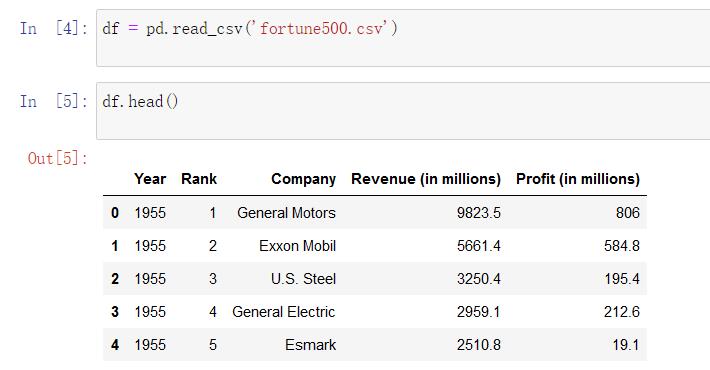 In [4]: df = pd.read_csv('fortune500.csv')
In [5]: df.head()
Out[5]:
Year Rank Company Revenue (in millions) Profit (in millions)
0 1955 1 General Motors 9823.5 806
1 1955 2 Exxon Mobil 5661.4 584.8
2 1955 3 U.S. Steel 3250.4 195.4
3 1955 4 General Electric 2959.1 212.6
4 1955 5 Esmark 2510.8 19.1